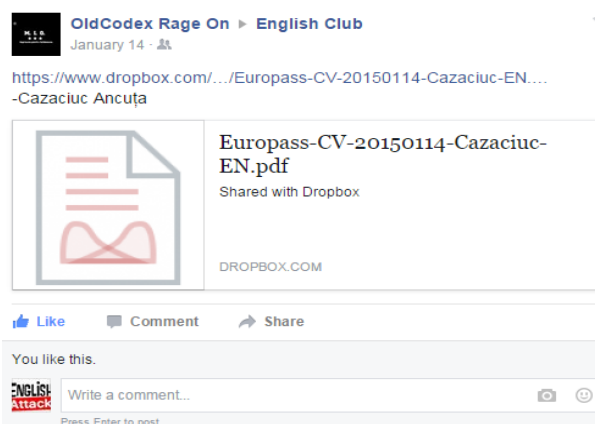 OldCodex Rage On ▸ English Club
January 14 ·
https://www.dropbox.com/…/Europass-CV-20150114-Cazaciuc-EN.…
-Cazaciuc Ancuța
Europass-CV-20150114-Cazaciuc-
EN.pdf
Shared with Dropbox
DROPBOX.COM
Like Comment Share
You like this.
ENGLISH
Attack
Write a comment...
Press Enter to post.